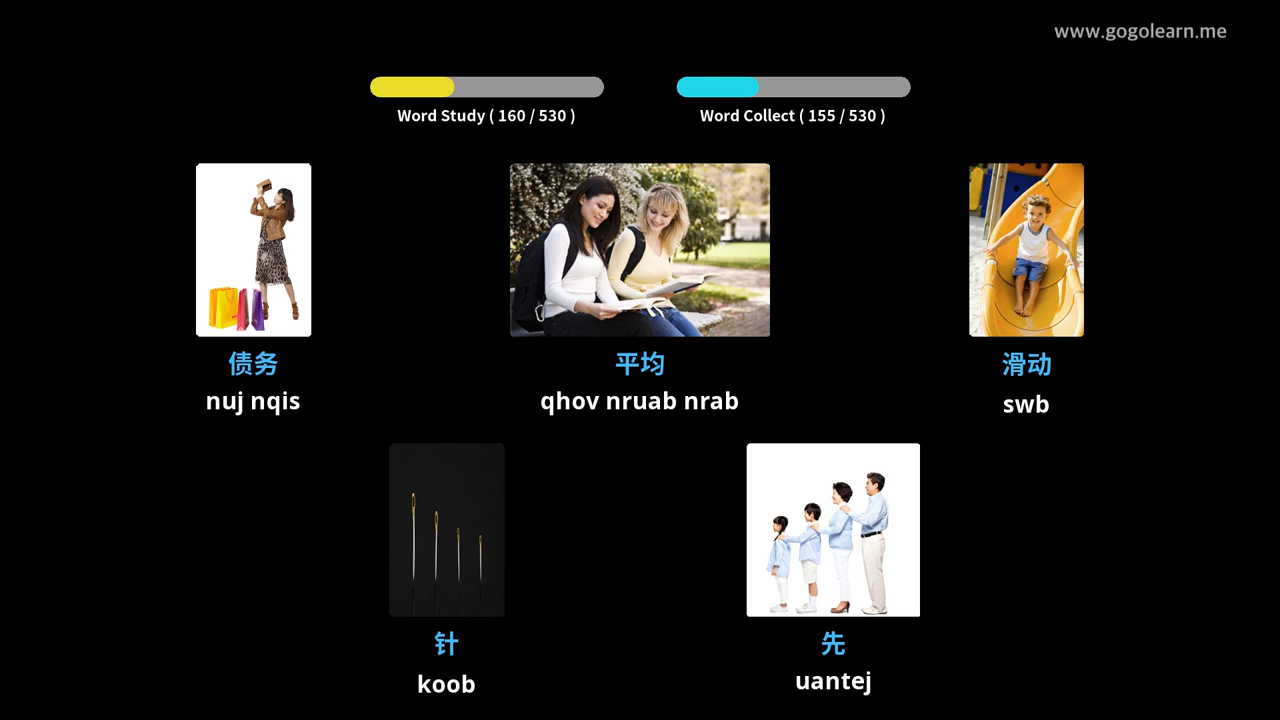 www.gogolearn.me
Word Study ( 160 / 530 )
Word Collect ( 155 / 530 )
债务
nuj nqis
平均
qhov nruab nrab
滑动
swb
针
koob
先
uantej